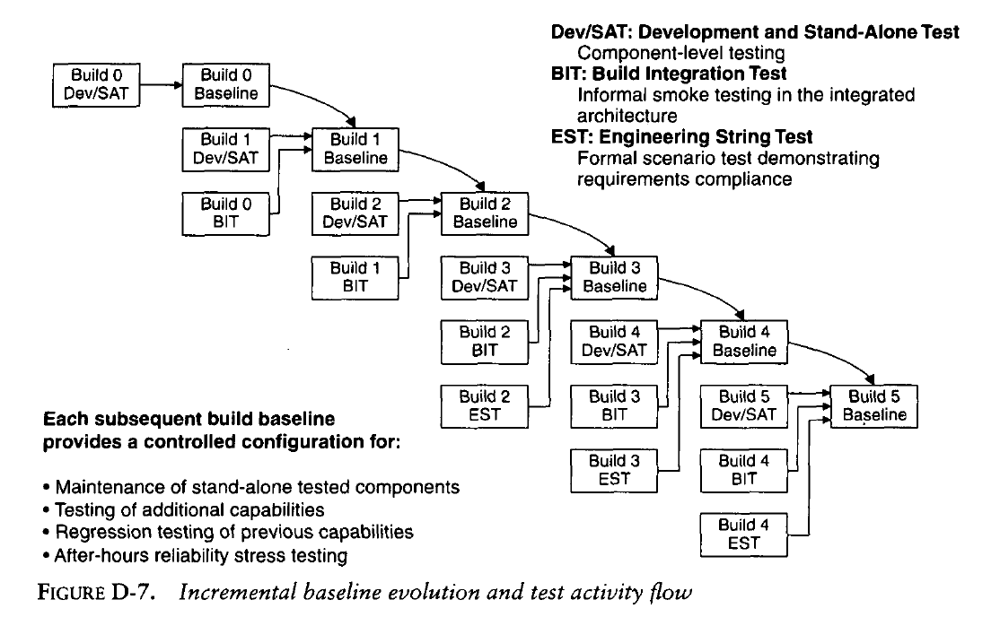 Dev/SAT: Development and Stand-Alone Test
Component-level testing
BIT: Build Integration Test
Informal smoke testing in the integrated
architecture
EST: Engineering String Test
Formal scenario test demonstrating
requirements compliance
Build 0
Dev/SAT
Build 0
Baseline
Build 1
Dev/SAT
Build 1
Baseline
Build 0
BIT
Build 2
Dev/SAT
Build 2
Baseline
Build 1
BIT
Build 3
Dev/SAT
Build 3
Baseline
Build 2
BIT
Build 4
Dev/SAT
Build 4
Baseline
Build 2
EST
Build 3
BIT
Build 5
Dev/SAT
Build 5
Baseline
Build 3
EST
Build 4
BIT
Build 4
EST
Each subsequent build baseline
provides a controlled configuration for:
• Maintenance of stand-alone tested components
• Testing of additional capabilities
• Regression testing of previous capabilities
• After-hours reliability stress testing
FIGURE D-7. Incremental baseline evolution and test activity flow